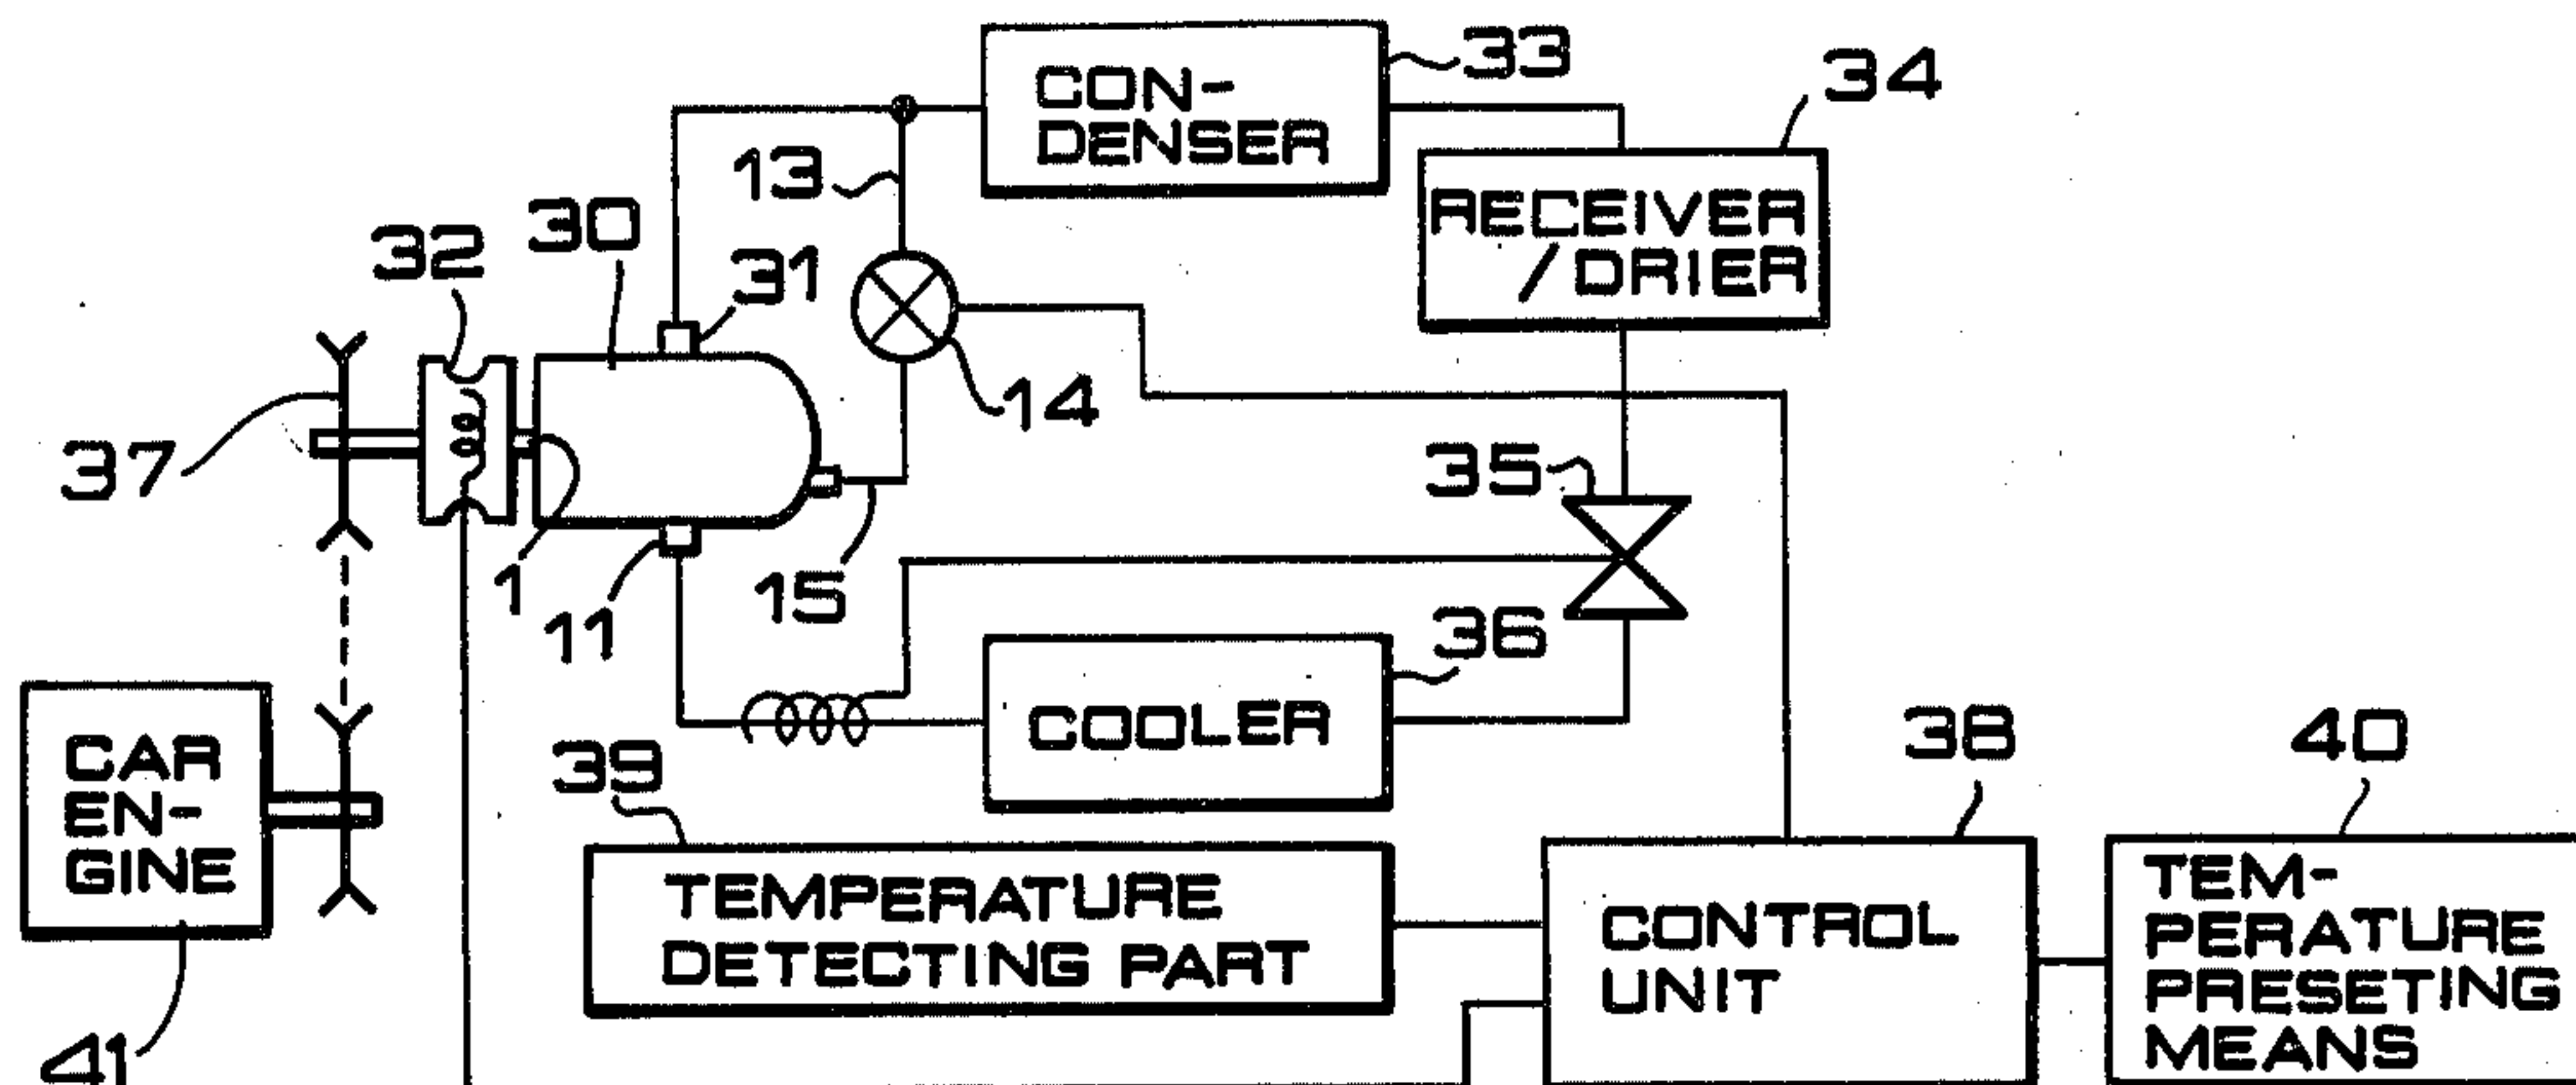 33
CON-
DENSER
34
13
30
31
32
RECEIVER
/DRIER
14
37
35
1
15
11
36
COOLER
38
40
39
CAR
EN-
GINE
TEMPERATURE
DETECTING PART
CONTROL
UNIT
TEM-
PERATURE
PRESETING
MEANS
41